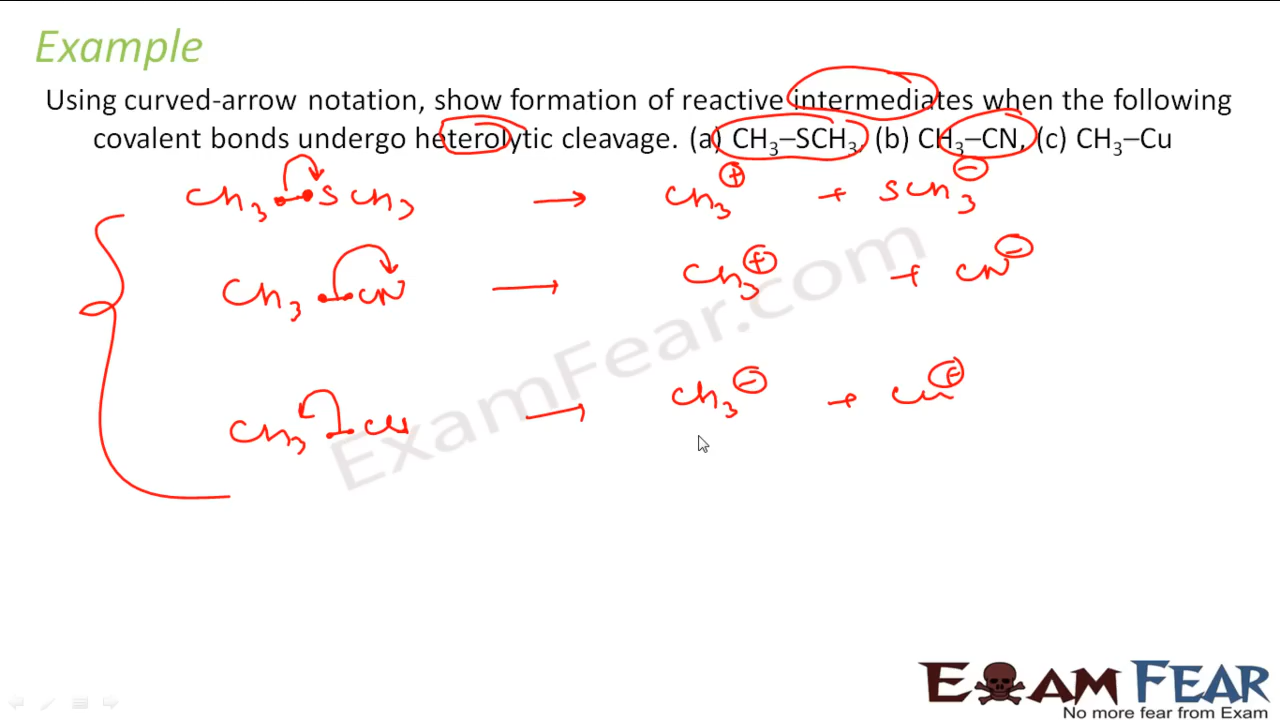 Example
Using curved-arrow notation, show formation of reactive intermediates when the following
covalent bonds undergo heterolytic cleavage. (a) CH₃–SCH₃, (b) CH₃–CN, (c) CH₃–Cu
CH₃–SCH₃ → CH₃⊕ + SCH₃⊖
CH₃–CN → CH₃⊕ + CN⊖
CH₃–Cu → CH₃⊖ + Cu⊕
ExamFear.com
EXAM FEAR
No more fear from Exam